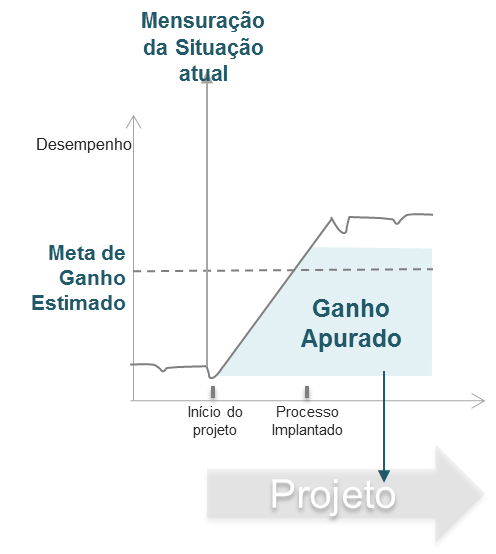 Mensuração
da Situação
atual
Desempenho
Meta de
Ganho
Estimado
Ganho
Apurado
Início do
projeto
Processo
Implantado
Projeto